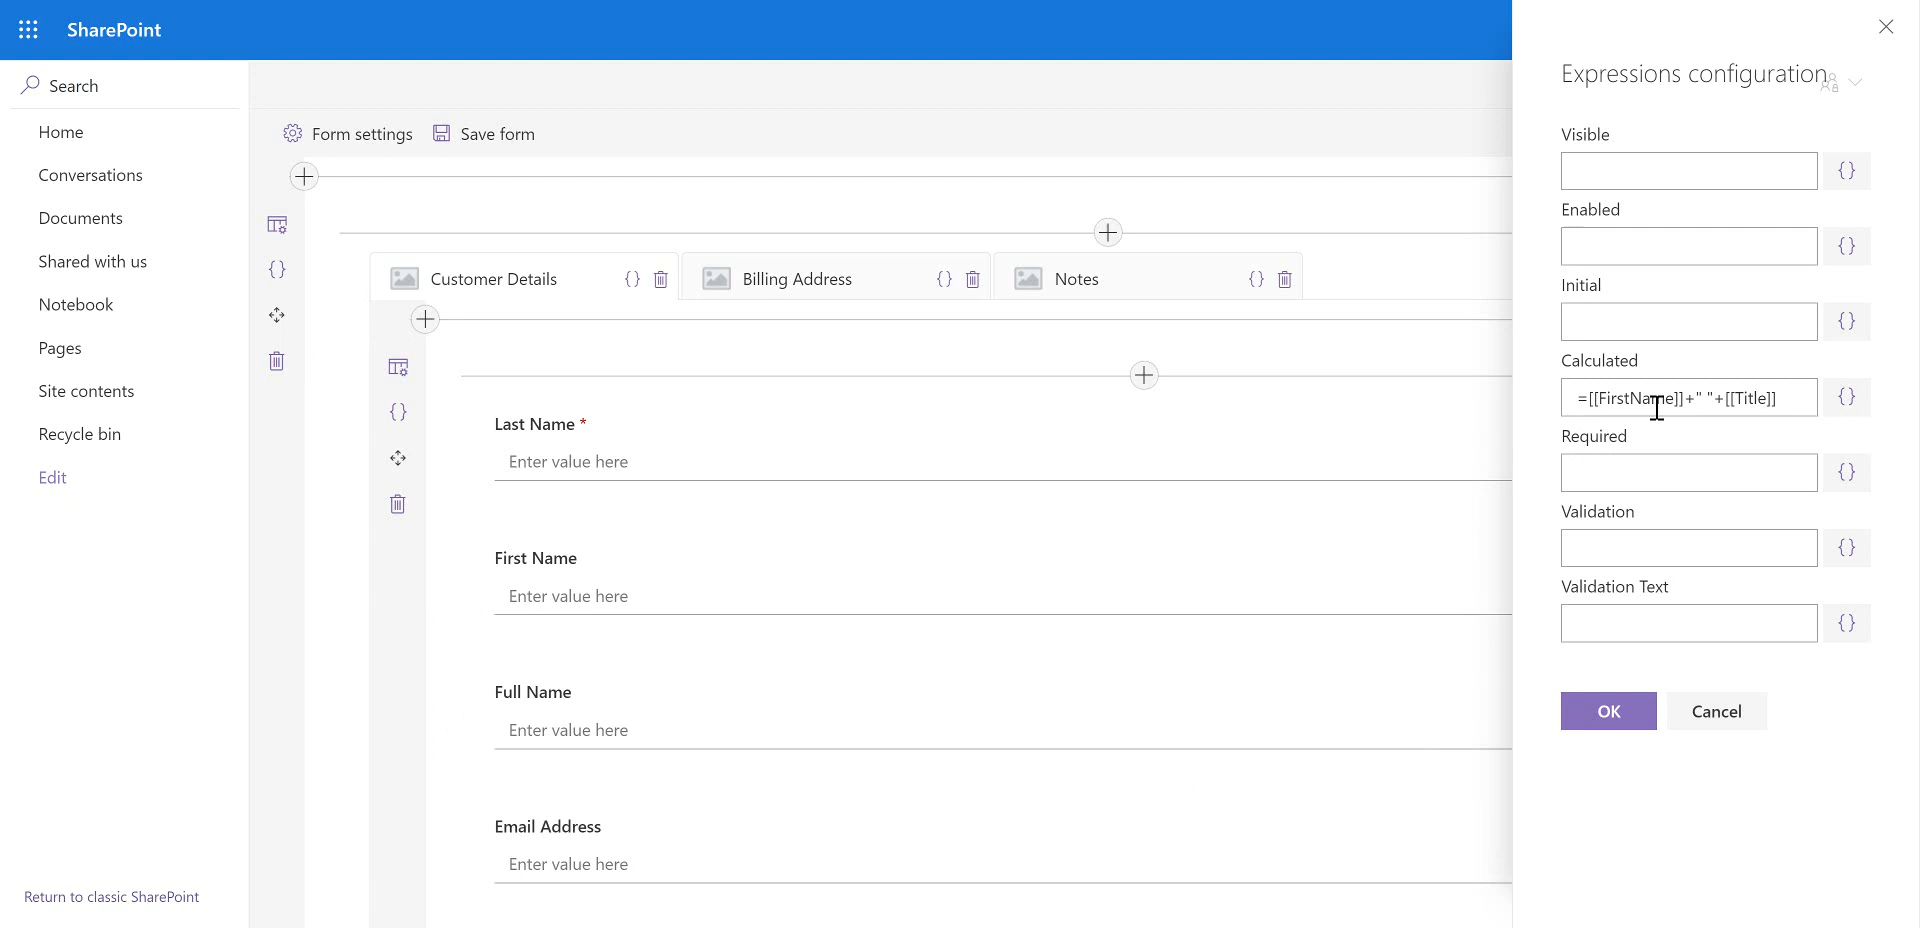 SharePoint
Search
Home
Conversations
Documents
Shared with us
Notebook
Pages
Site contents
Recycle bin
Edit
Return to classic SharePoint
Form settings
Save form
Customer Details
{}
Billing Address
{}
Notes
{}
{}
{}
Last Name *
Enter value here
First Name
Enter value here
Full Name
Enter value here
Email Address
Enter value here
Expressions configuration
Visible
{}
Enabled
{}
Initial
{}
Calculated
=[[FirstName]]+" "+[[Title]]
{}
Required
{}
Validation
{}
Validation Text
{}
OK
Cancel